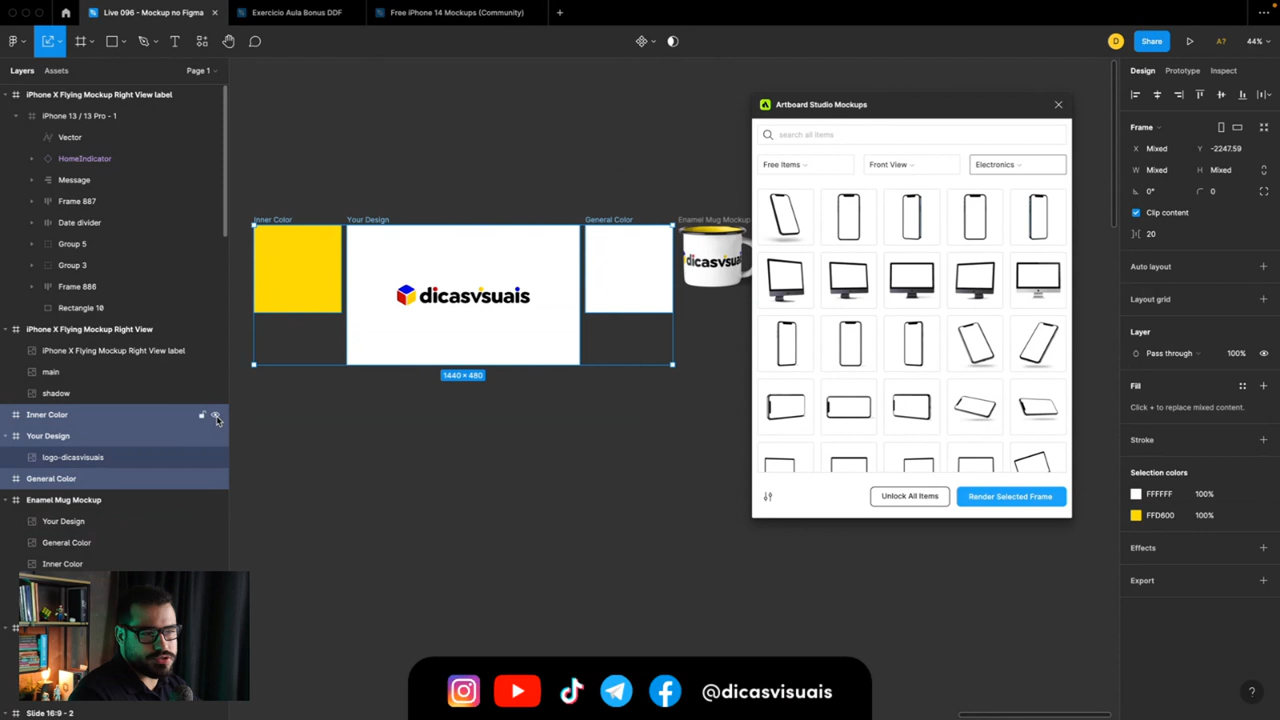 Live 096 - Mockup no Figma
Exercício Aula Bonus DDF
Free iPhone 14 Mockups (Community)
D
Share
A?
44%
Layers
Assets
Page 1
Design
Prototype
Inspect
iPhone X Flying Mockup Right View label
iPhone 13 / 13 Pro - 1
Vector
HomeIndicator
Message
Frame 887
Date divider
Group 5
Group 3
Frame 886
Rectangle 10
iPhone X Flying Mockup Right View
iPhone X Flying Mockup Right View label
main
shadow
Inner Color
Your Design
logo-dicasvisuais
General Color
Enamel Mug Mockup
Your Design
General Color
Inner Color
Slide 16:9 - 2
Inner Color
Your Design
General Color
Enamel Mug Mockup
dicasvisuais
dicasvisu
1440 × 480
Artboard Studio Mockups
search all items
Free Items
Front View
Electronics
Unlock All Items
Render Selected Frame
Frame
X Mixed
Y -2247.59
W Mixed
H Mixed
0°
0
Clip content
20
Auto layout
Layout grid
Layer
Pass through
100%
Fill
Click + to replace mixed content.
Stroke
Selection colors
FFFFFF 100%
FFD600 100%
Effects
Export
?
@dicasvisuais